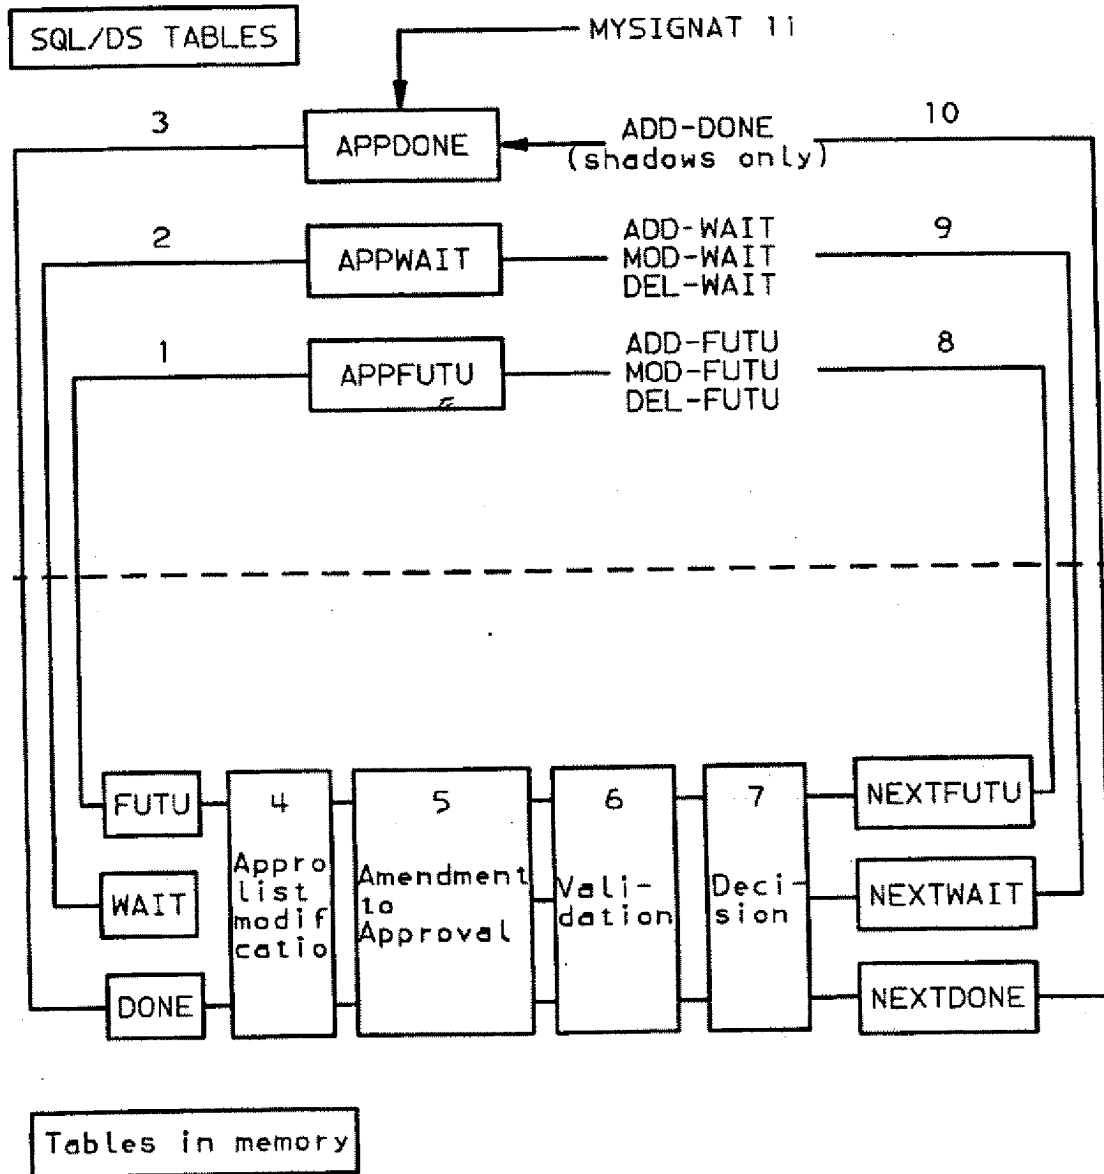 SQL/DS TABLES
MYSIGNAT 1i
3
APPDONE
ADD-DONE
(shadows only)
10
2
APPWAIT
ADD-WAIT
MOD-WAIT
DEL-WAIT
9
1
APPFUTU
ADD-FUTU
MOD-FUTU
DEL-FUTU
8
FUTU
WAIT
DONE
4
Appro
list
modif
catio
5
Amendment
to
Approval
6
Vali-
dation
7
Deci-
sion
NEXTFUTU
NEXTWAIT
NEXTDONE
Tables in memory